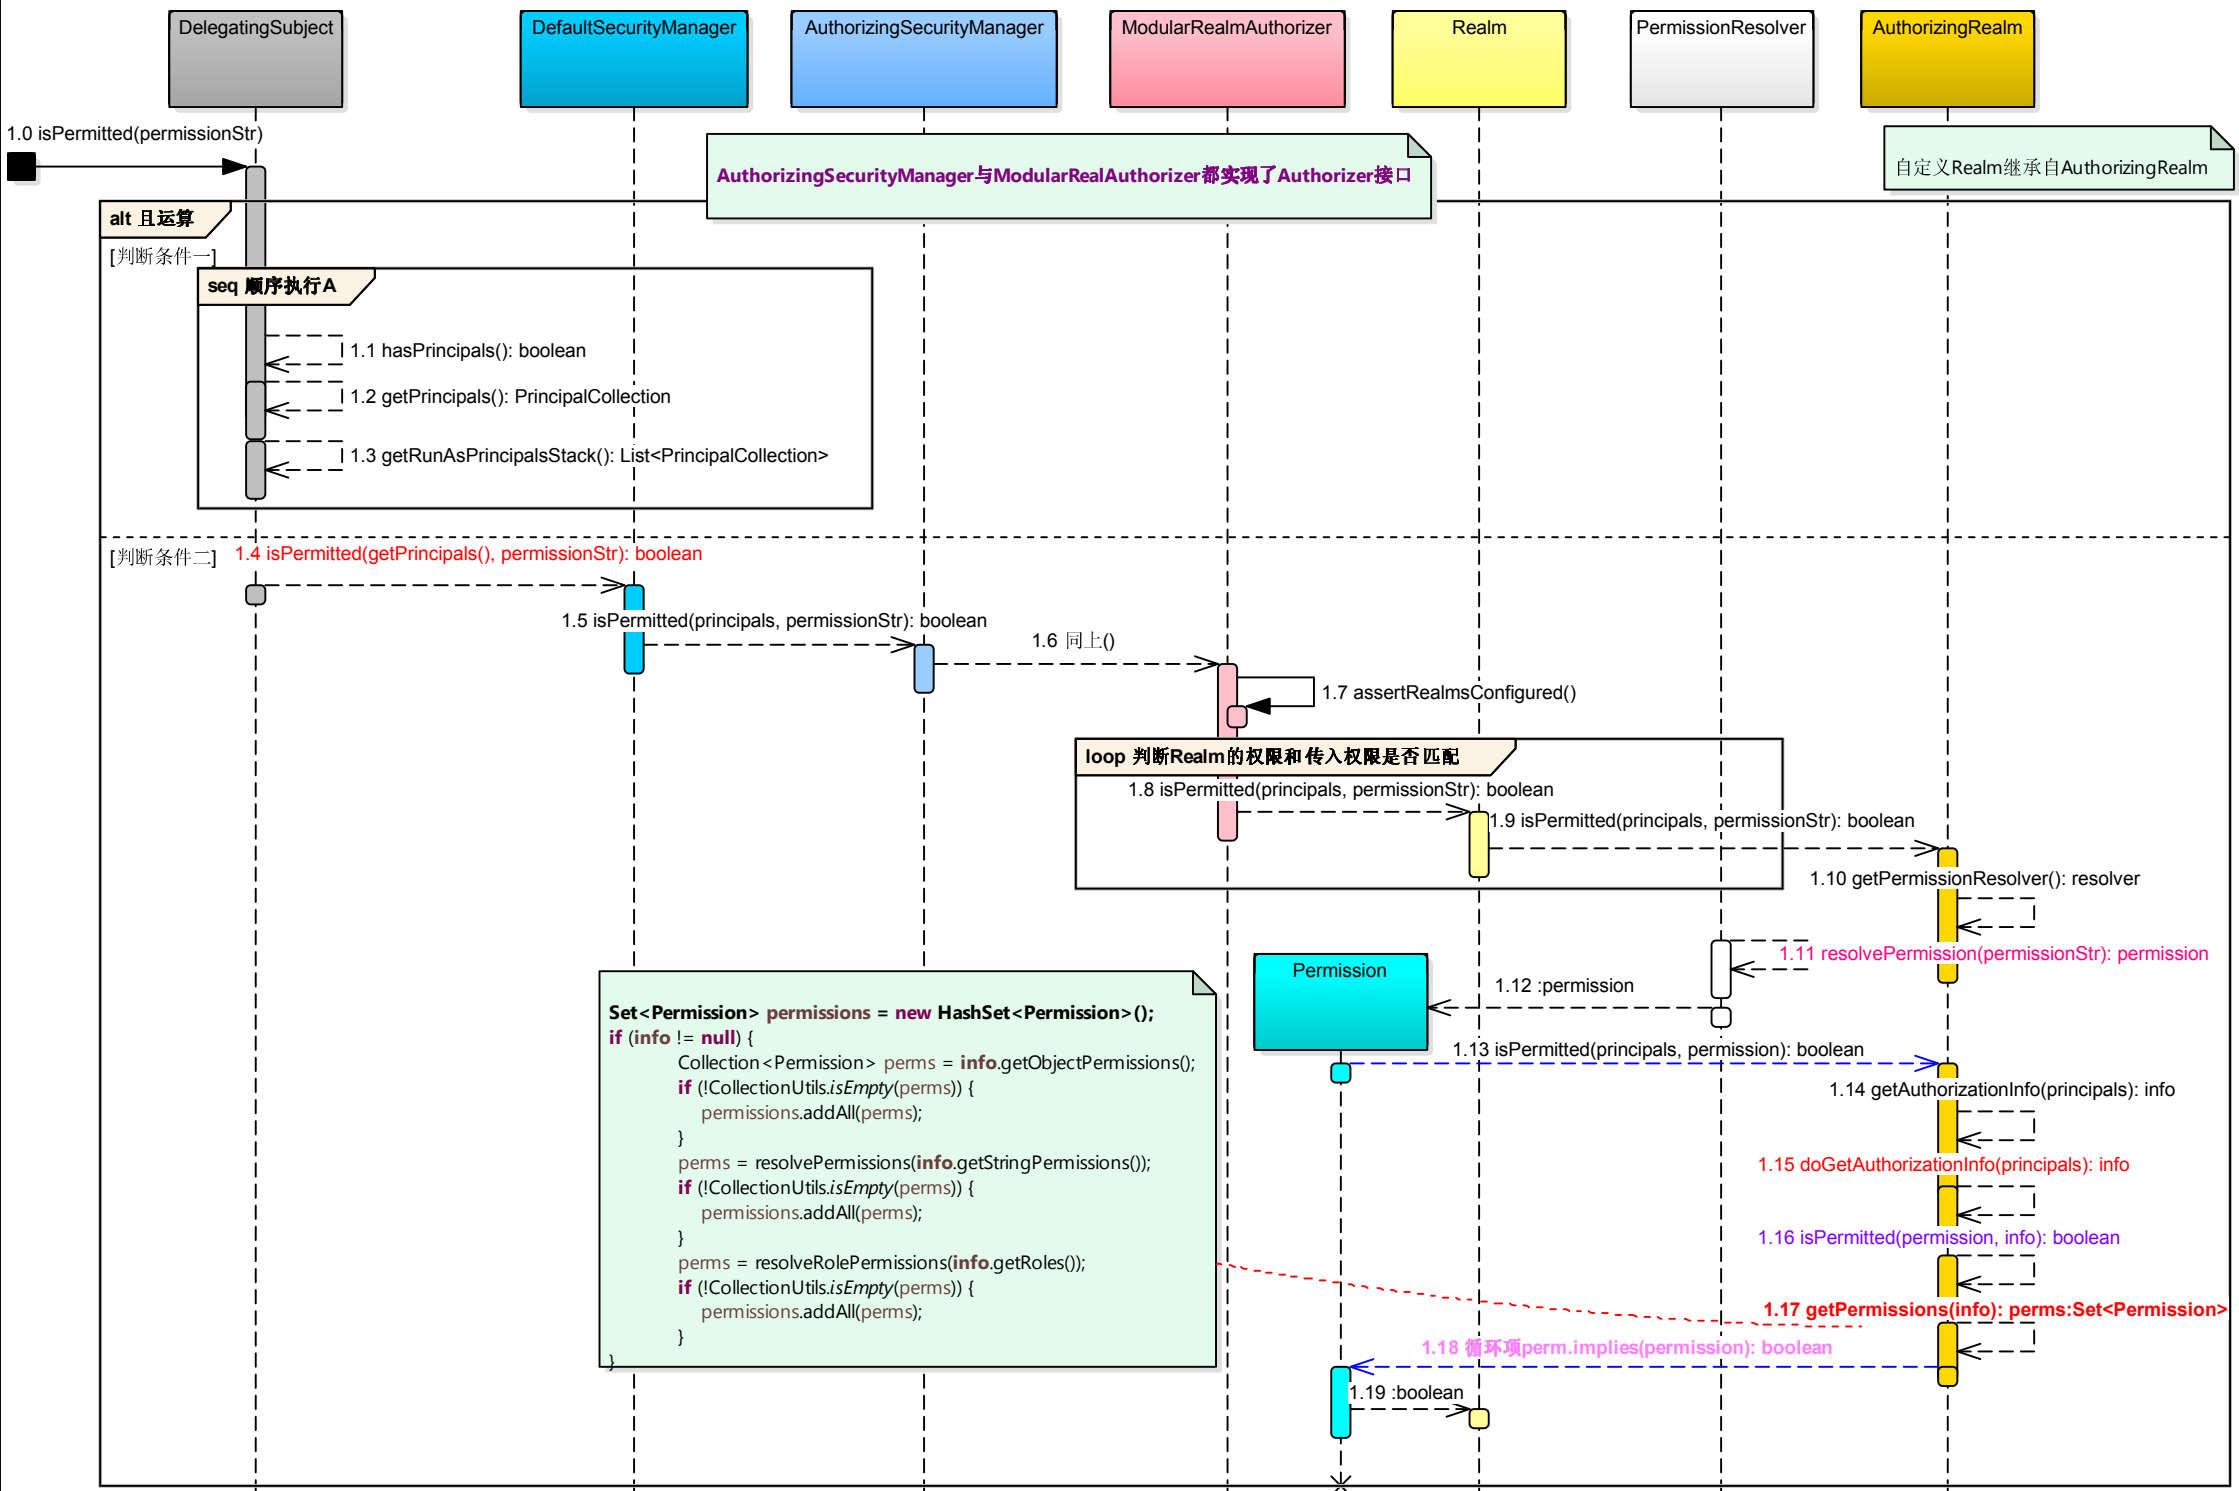 DelegatingSubject
DefaultSecurityManager
AuthorizingSecurityManager
ModularRealmAuthorizer
Realm
PermissionResolver
AuthorizingRealm
1.0 isPermitted(permissionStr)
AuthorizingSecurityManager与ModularRealAuthorizer都实现了Authorizer接口
自定义Realm继承自AuthorizingRealm
alt 且运算
[判断条件一]
seq 顺序执行A
1.1 hasPrincipals(): boolean
1.2 getPrincipals(): PrincipalCollection
1.3 getRunAsPrincipalsStack(): List<PrincipalCollection>
[判断条件二]
1.4 isPermitted(getPrincipals(), permissionStr): boolean
1.5 isPermitted(principals, permissionStr): boolean
1.6 同上()
1.7 assertRealmsConfigured()
loop 判断Realm的权限和传入权限是否匹配
1.8 isPermitted(principals, permissionStr): boolean
1.9 isPermitted(principals, permissionStr): boolean
1.10 getPermissionResolver(): resolver
1.11 resolvePermission(permissionStr): permission
Permission
1.12 :permission
1.13 isPermitted(principals, permission): boolean
1.14 getAuthorizationInfo(principals): info
1.15 doGetAuthorizationInfo(principals): info
1.16 isPermitted(permission, info): boolean
1.17 getPermissions(info): perms:Set<Permission>
1.18 循环项perm.implies(permission): boolean
1.19 :boolean
Set<Permission> permissions = new HashSet<Permission>();
if (info != null) {
Collection<Permission> perms = info.getObjectPermissions();
if (!CollectionUtils.isEmpty(perms)) {
permissions.addAll(perms);
}
perms = resolvePermissions(info.getStringPermissions());
if (!CollectionUtils.isEmpty(perms)) {
permissions.addAll(perms);
}
perms = resolveRolePermissions(info.getRoles());
if (!CollectionUtils.isEmpty(perms)) {
permissions.addAll(perms);
}
}